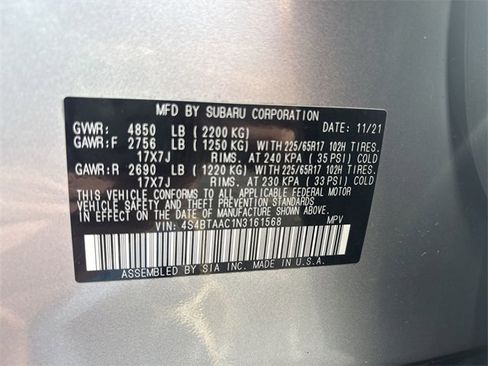 MFD BY SUBARU CORPORATION
GVWR: 4850 LB ( 2200 KG) DATE: 11/21
GAWR:F 2756 LB ( 1250 KG) WITH 225/65R17 102H TIRES.
17X7J RIMS. AT 240 KPA ( 35 PSI) COLD
GAWR:R 2690 LB ( 1220 KG) WITH 225/65R17 102H TIRES.
17X7J RIMS. AT 230 KPA ( 33 PSI) COLD
THIS VEHICLE CONFORMS TO ALL APPLICABLE FEDERAL MOTOR
VEHICLE SAFETY AND THEFT PREVENTION STANDARDS IN
EFFECT ON THE DATE OF MANUFACTURE SHOWN ABOVE.
VIN: 4S4BTAAC1N3161568 MPV
ASSEMBLED BY SIA INC. MADE IN U.S.A.